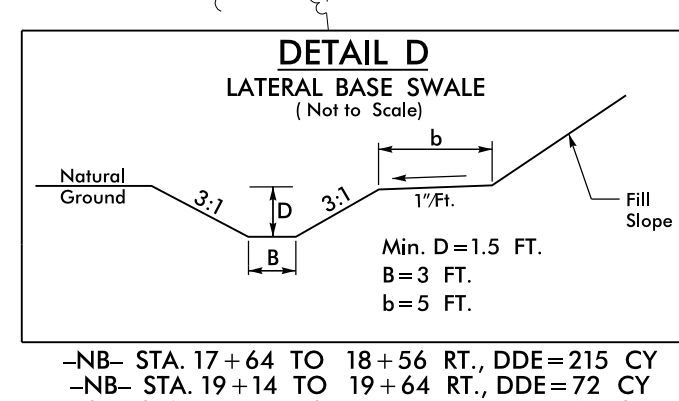 DETAIL D
LATERAL BASE SWALE
( Not to Scale)
b
Natural
Ground
3:1
D
3:1
1"/Ft.
Fill
Slope
B
Min. D=1.5 FT.
B=3 FT.
b=5 FT.
-NB- STA. 17+64 TO 18+56 RT., DDE=215 CY
-NB- STA. 19+14 TO 19+64 RT., DDE=72 CY